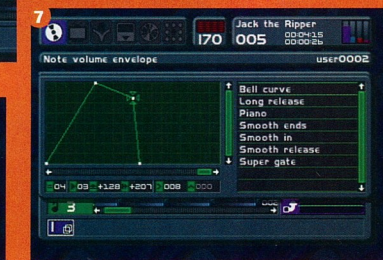 7
170
Jack the Ripper
005
00:04:15
00:00:26
Note volume envelope
user0002
Bell curve
Long release
Piano
Smooth ends
Smooth in
Smooth release
Super gate
04 03 +128 +207 008 000
3